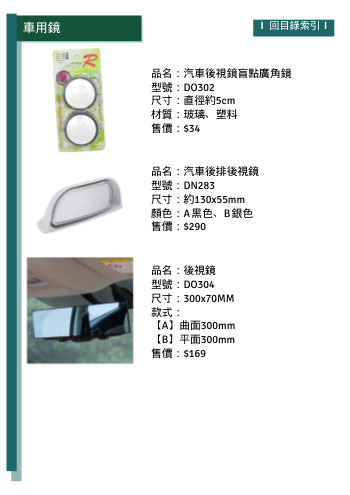 車用鏡
回目錄索引
品名：汽車後視鏡盲點廣角鏡
型號：DO302
尺寸：直徑約5cm
材質：玻璃、塑料
售價：$34
R
品名：汽車後排後視鏡
型號：DN283
尺寸：約130x55mm
顏色：A黑色、B銀色
售價：$290
品名：後視鏡
型號：DO304
尺寸：300x70MM
款式：
【A】曲面300mm
【B】平面300mm
售價：$169